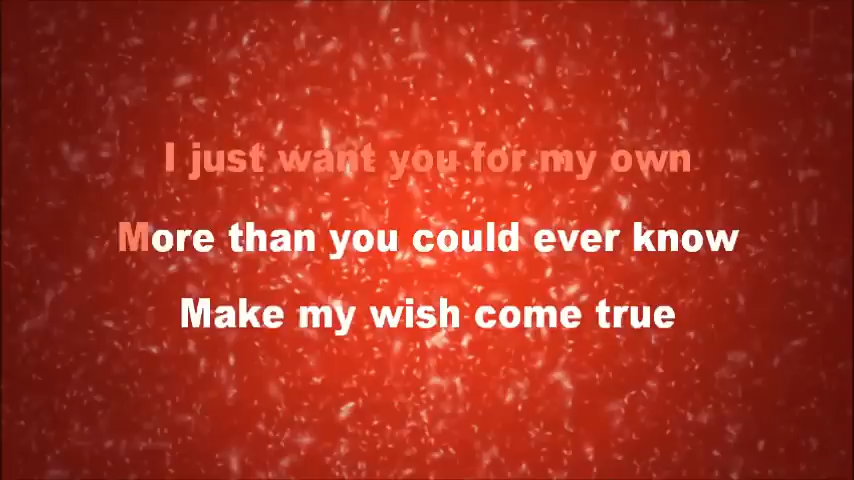 I just want you for my own
More than you could ever know
Make my wish come true